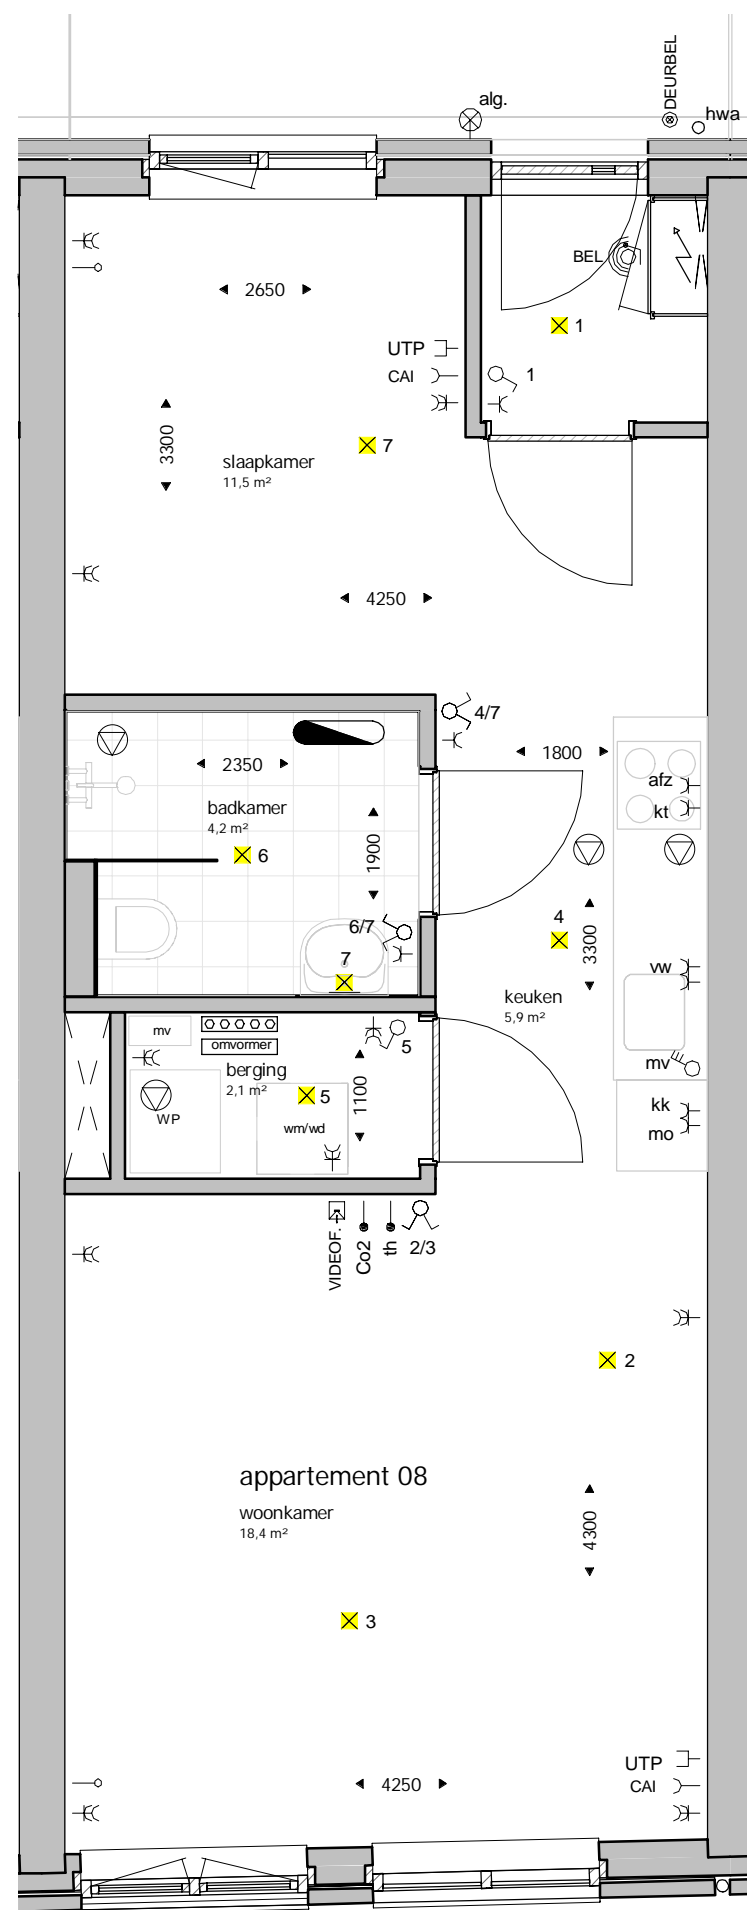 DEURBEL
alg.
hwa
BEL
2650
1
UTP
CAI
1
3300
7
slaapkamer
11,5 m²
4250
4/7
2350
1800
afz
kt
badkamer
4,2 m²
1900
6
4
6/7
3300
7
vw
keuken
5,9 m²
mv
omvormer
5
berging
2,1 m²
mv
5
1100
WP
wm/wd
kk
mo
VIDEOF.
Co2
th
2/3
2
appartement 08
woonkamer
18,4 m²
4300
3
UTP
CAI
4250